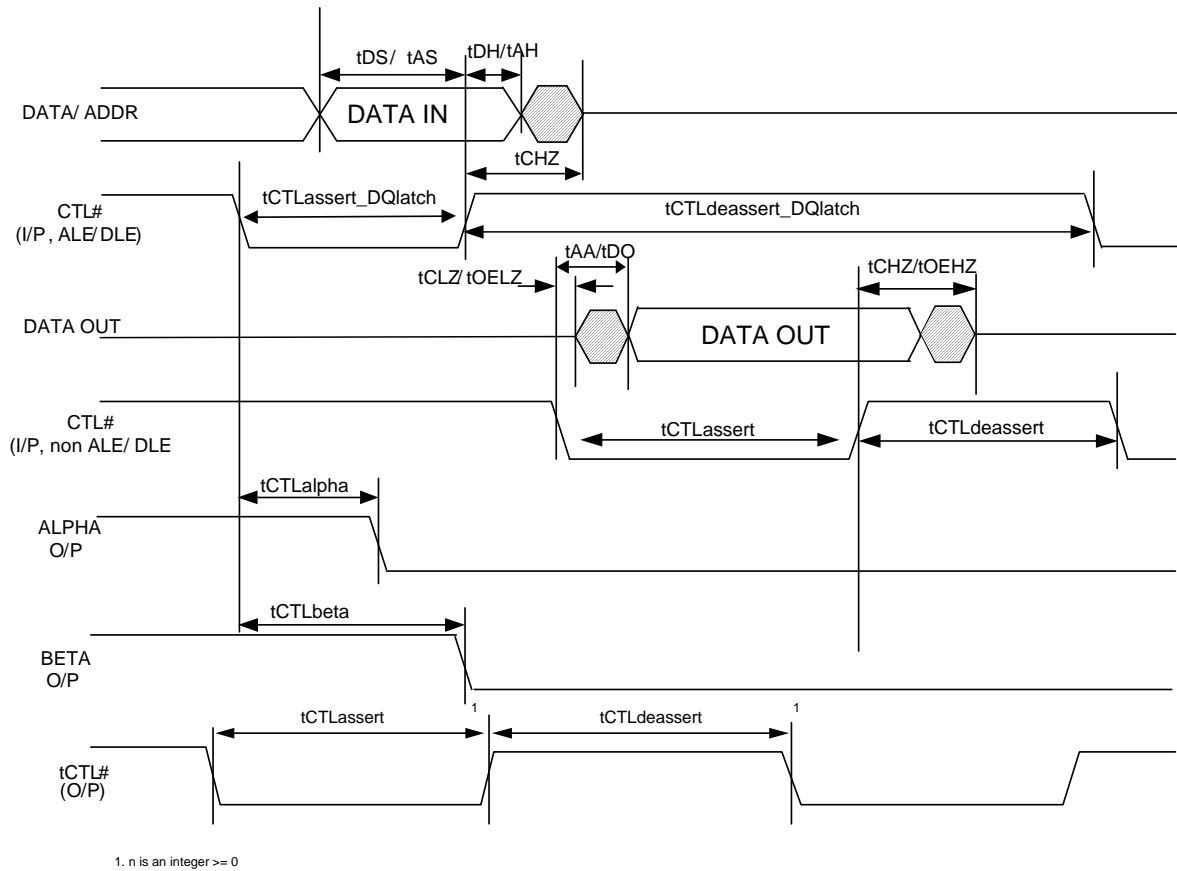 tDS/ tAS
tDH/tAH
DATA/ ADDR
DATA IN
tCHZ
tCTLassert_DQlatch
tCTLdeassert_DQlatch
CTL#
(I/P , ALE/ DLE)
tAA/tDO
tCLZ/ tOELZ
tCHZ/tOEHZ
DATA OUT
DATA OUT
CTL#
(I/P, non ALE/ DLE
tCTLassert
tCTLdeassert
tCTLalpha
ALPHA
O/P
tCTLbeta
BETA
O/P
tCTLassert 1
tCTLdeassert 1
tCTL#
(O/P)
1. n is an integer >= 0